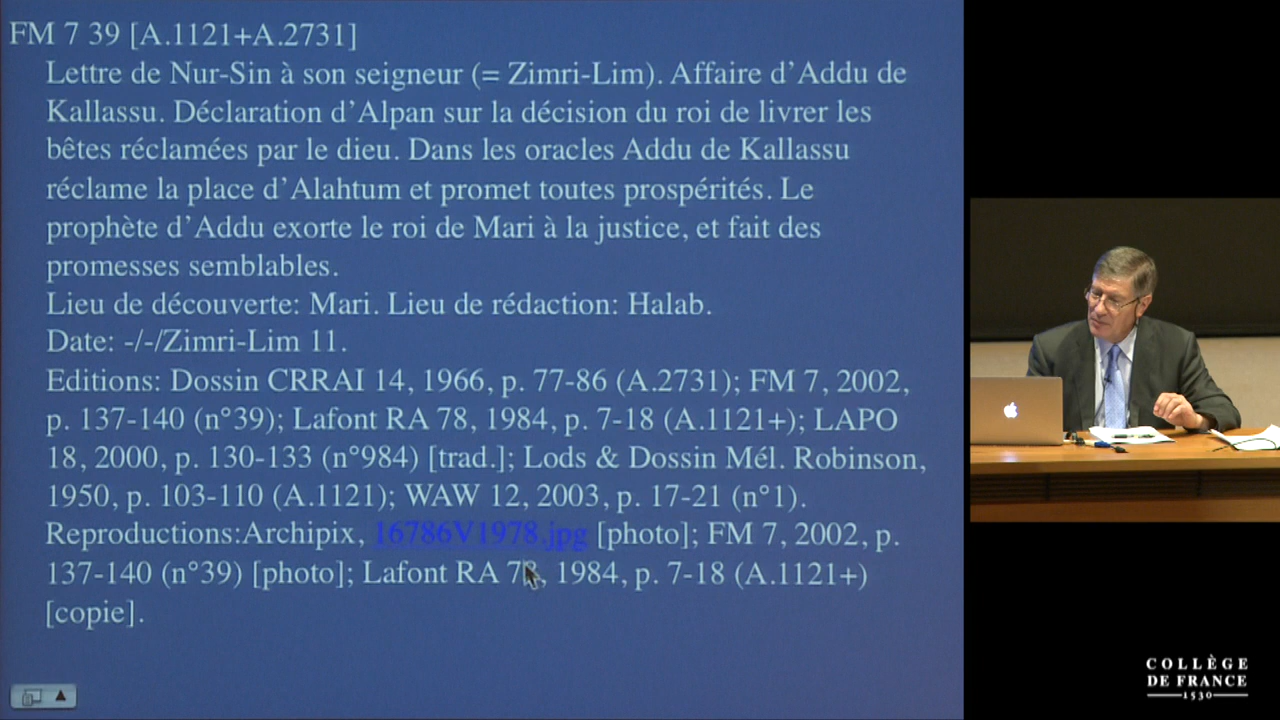 FM 7 39 [A.1121+A.2731]
Lettre de Nur-Sin à son seigneur (= Zimri-Lim). Affaire d’Addu de
Kallassu. Déclaration d’Alpan sur la décision du roi de livrer les
bêtes réclamées par le dieu. Dans les oracles Addu de Kallassu
réclame la place d’Alahtum et promet toutes prospérités. Le
prophète d’Addu exorte le roi de Mari à la justice, et fait des
promesses semblables.
Lieu de découverte: Mari. Lieu de rédaction: Halab.
Date: -/-/Zimri-Lim 11.
Editions: Dossin CRRAI 14, 1966, p. 77-86 (A.2731); FM 7, 2002,
p. 137-140 (n°39); Lafont RA 78, 1984, p. 7-18 (A.1121+); LAPO
18, 2000, p. 130-133 (n°984) [trad.]; Lods & Dossin Mél. Robinson,
1950, p. 103-110 (A.1121); WAW 12, 2003, p. 17-21 (n°1).
Reproductions:Archipix, 16786V1978.jpg [photo]; FM 7, 2002, p.
137-140 (n°39) [photo]; Lafont RA 78, 1984, p. 7-18 (A.1121+)
[copie].
COLLÈGE
DE FRANCE
1530